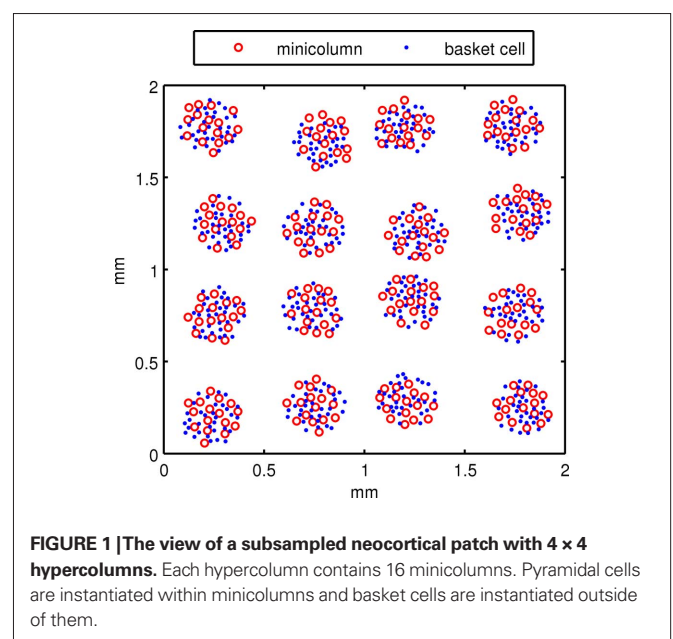 minicolumn basket cell
2
1.5
1
0.5
0
mm
0 0.5 1 1.5 2
mm
FIGURE 1 | The view of a subsampled neocortical patch with 4 × 4
hypercolumns. Each hypercolumn contains 16 minicolumns. Pyramidal cells
are instantiated within minicolumns and basket cells are instantiated outside
of them.